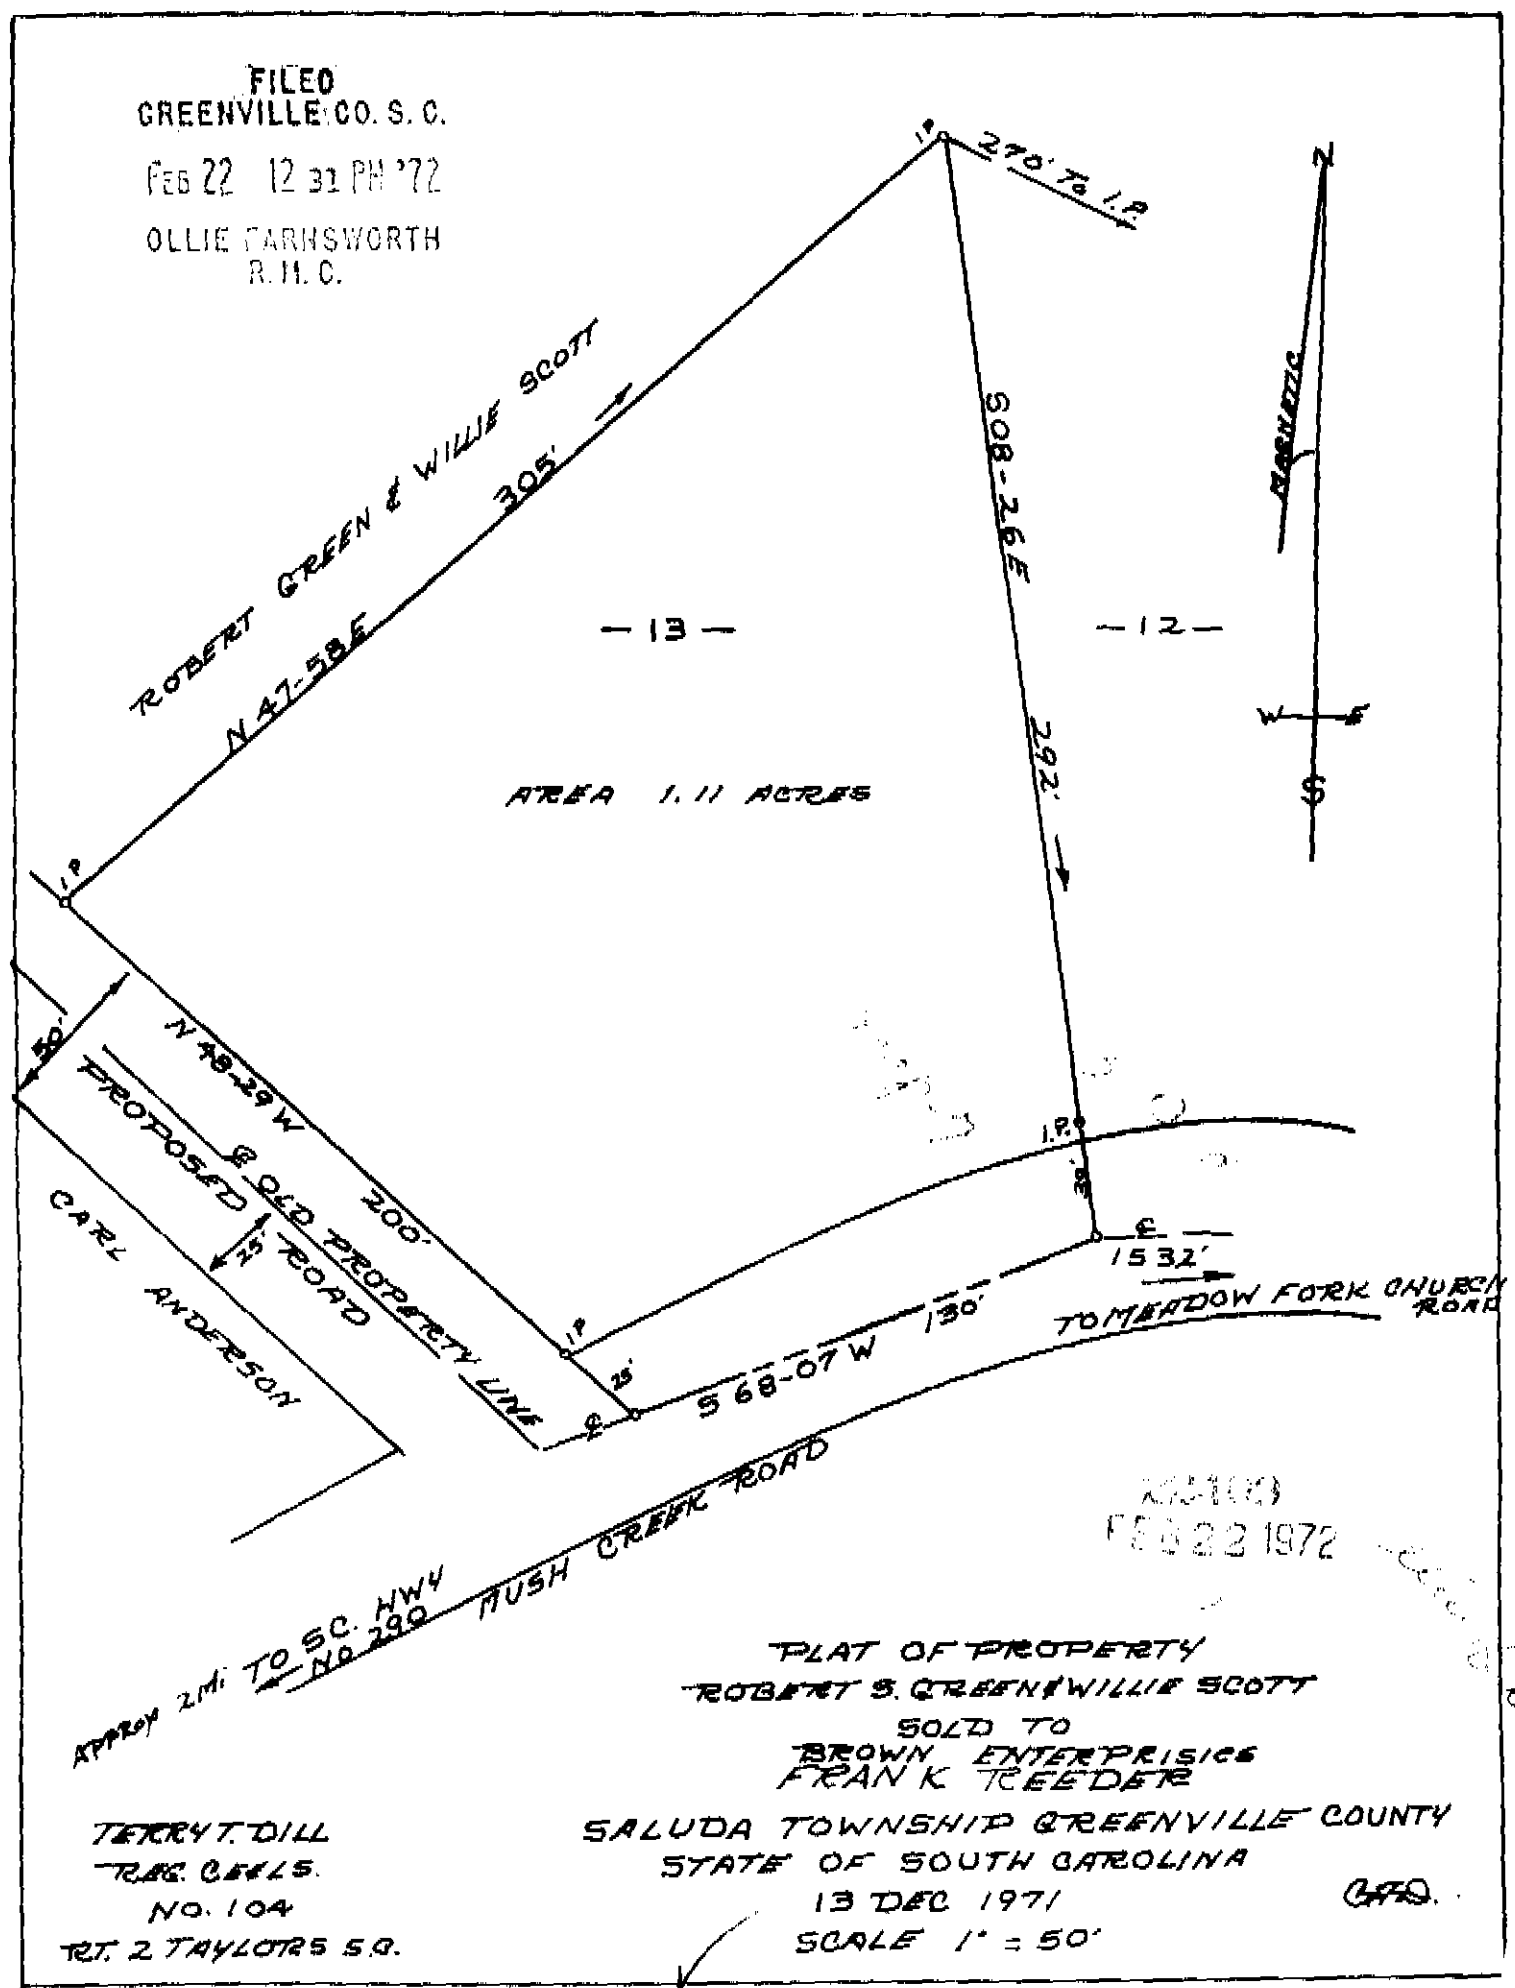 FILED
GREENVILLE CO. S. C.
FEB 22 12 31 PM '72
OLLIE FARNSWORTH
R. M. C.
I P
270' TO I.P.
N
MAGNETIC
W E
S
ROBERT GREEN & WILLIE SCOTT
305'
N 47-58 E
S08-26E
292'
- 13 -
- 12 -
AREA 1.11 ACRES
I P
50'
N 48-29 W
200'
PROPOSED
ROAD
℄ OLD PROPERTY LINE
25'
CARL ANDERSON
I P
25'
℄
I.P.
℄
1532'
TO MEADOW FORK CHURCH
ROAD
S 68-07 W 130'
MUSH CREEK ROAD
APPROX 2 MI TO SC. HWY
NO 290
FEB 22 1972
PLAT OF PROPERTY
ROBERT S. GREEN & WILLIE SCOTT
SOLD TO
BROWN ENTERPRISICS
FRANK REEDER
SALUDA TOWNSHIP GREENVILLE COUNTY
STATE OF SOUTH CAROLINA
13 DEC 1971
SCALE 1" = 50'
TERRY T. DILL
REG. C.E & L.S.
NO. 104
RT. 2 TAYLORS S.C.